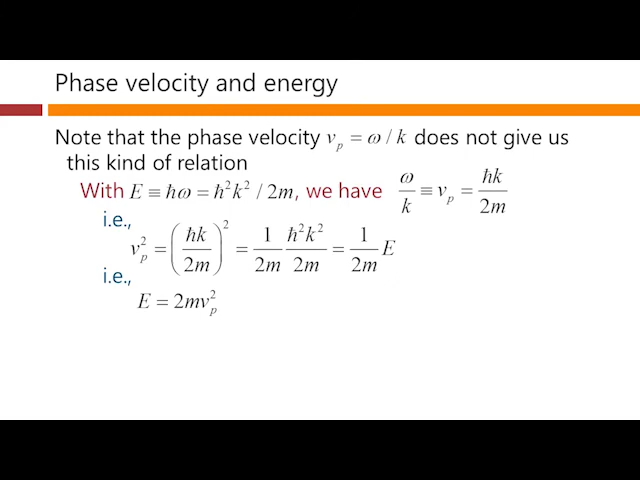 Phase velocity and energy
Note that the phase velocity v_p = ω / k does not give us
this kind of relation
With E ≡ ħω = ħ²k² / 2m, we have ω/k ≡ v_p = ħk/2m
i.e.,
v_p² = (ħk/2m)² = 1/2m ħ²k²/2m = 1/2m E
i.e.,
E = 2mv_p²